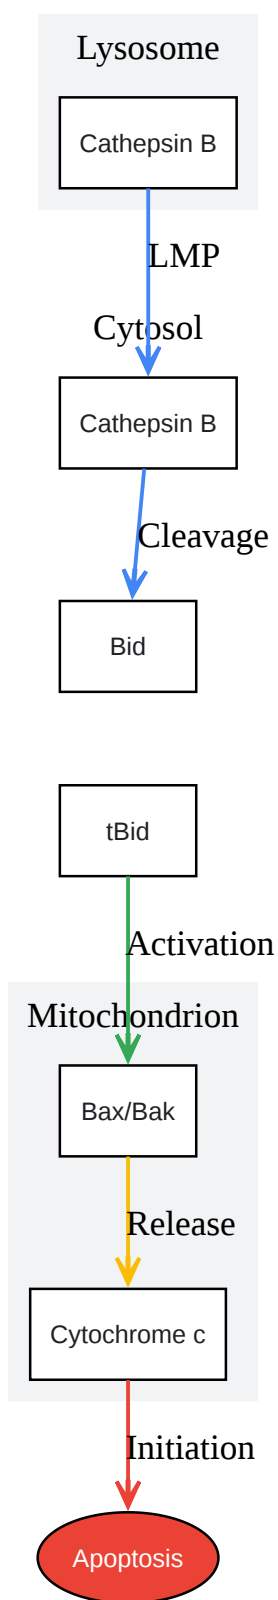 Lysosome
Cathepsin B
LMP
Cytosol
Cathepsin B
Cleavage
Bid
tBid
Activation
Mitochondrion
Bax/Bak
Release
Cytochrome c
Initiation
Apoptosis